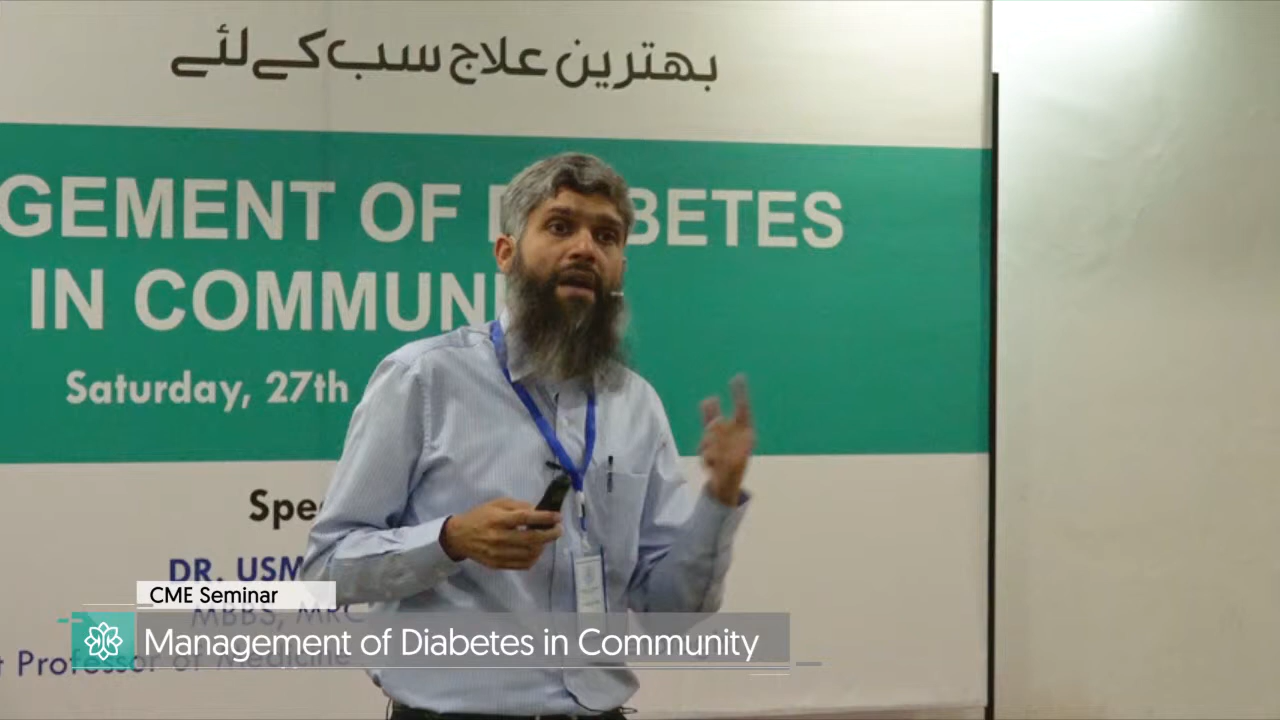 بهترین علاج سب کے لئے
GEMENT OF BETES
IN COMMUN
Saturday, 27th
Spe
DR. USM
MBBS, MRC
Professor of Medicine
CME Seminar
Management of Diabetes in Community